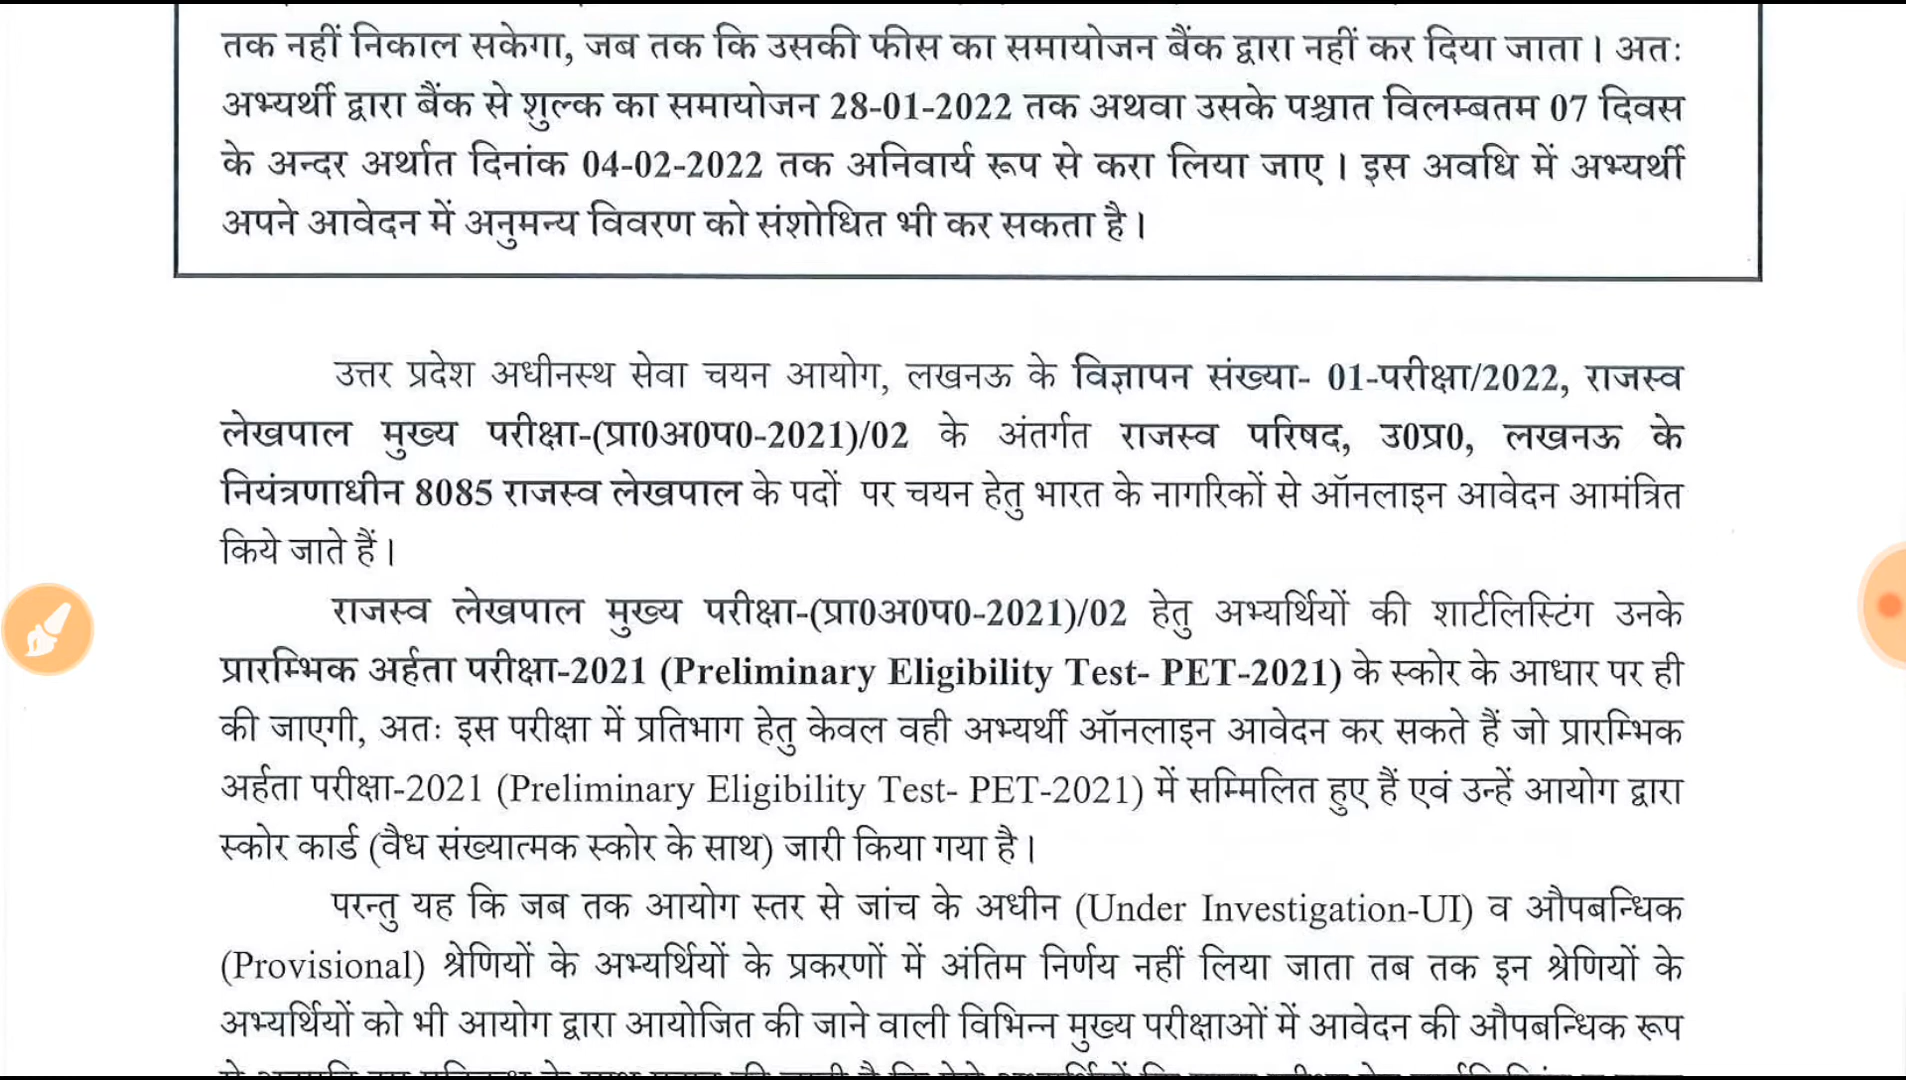 तक नहीं निकाल सकेगा, जब तक कि उसकी फीस का समायोजन बैंक द्वारा नहीं कर दिया जाता। अतः
अभ्यर्थी द्वारा बैंक से शुल्क का समायोजन 28-01-2022 तक अथवा उसके पश्चात विलम्बतम 07 दिवस
के अन्दर अर्थात दिनांक 04-02-2022 तक अनिवार्य रूप से करा लिया जाए। इस अवधि में अभ्यर्थी
अपने आवेदन में अनुमन्य विवरण को संशोधित भी कर सकता है।
उत्तर प्रदेश अधीनस्थ सेवा चयन आयोग, लखनऊ के विज्ञापन संख्या- 01-परीक्षा/2022, राजस्व
लेखपाल मुख्य परीक्षा-(प्रा0अ0प0-2021)/02 के अंतर्गत राजस्व परिषद, उ0प्र0, लखनऊ के
नियंत्रणाधीन 8085 राजस्व लेखपाल के पदों पर चयन हेतु भारत के नागरिकों से ऑनलाइन आवेदन आमंत्रित
किये जाते हैं।
राजस्व लेखपाल मुख्य परीक्षा-(प्रा0अ0प0-2021)/02 हेतु अभ्यर्थियों की शार्टलिस्टिंग उनके
प्रारम्भिक अर्हता परीक्षा-2021 (Preliminary Eligibility Test- PET-2021) के स्कोर के आधार पर ही
की जाएगी, अतः इस परीक्षा में प्रतिभाग हेतु केवल वही अभ्यर्थी ऑनलाइन आवेदन कर सकते हैं जो प्रारम्भिक
अर्हता परीक्षा-2021 (Preliminary Eligibility Test- PET-2021) में सम्मिलित हुए हैं एवं उन्हें आयोग द्वारा
स्कोर कार्ड (वैध संख्यात्मक स्कोर के साथ) जारी किया गया है।
परन्तु यह कि जब तक आयोग स्तर से जांच के अधीन (Under Investigation-UI) व औपबन्धिक
(Provisional) श्रेणियों के अभ्यर्थियों के प्रकरणों में अंतिम निर्णय नहीं लिया जाता तब तक इन श्रेणियों के
अभ्यर्थियों को भी आयोग द्वारा आयोजित की जाने वाली विभिन्न मुख्य परीक्षाओं में आवेदन की औपबन्धिक रूप